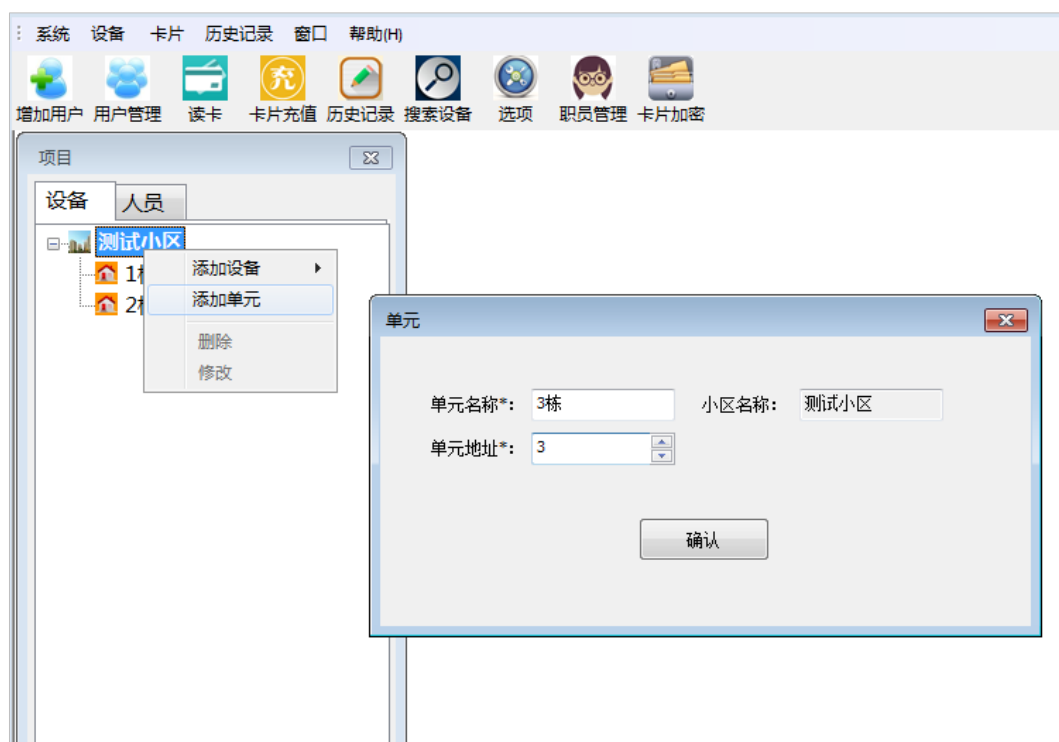 系统 设备 卡片 历史记录 窗口 帮助(H)
充
增加用户 用户管理 读卡 卡片充值 历史记录 搜索设备 选项 职员管理 卡片加密
项目
设备 人员
测试小区
1
2
添加设备
添加单元
删除
修改
单元
单元名称*: 3栋 小区名称: 测试小区
单元地址*: 3
确认